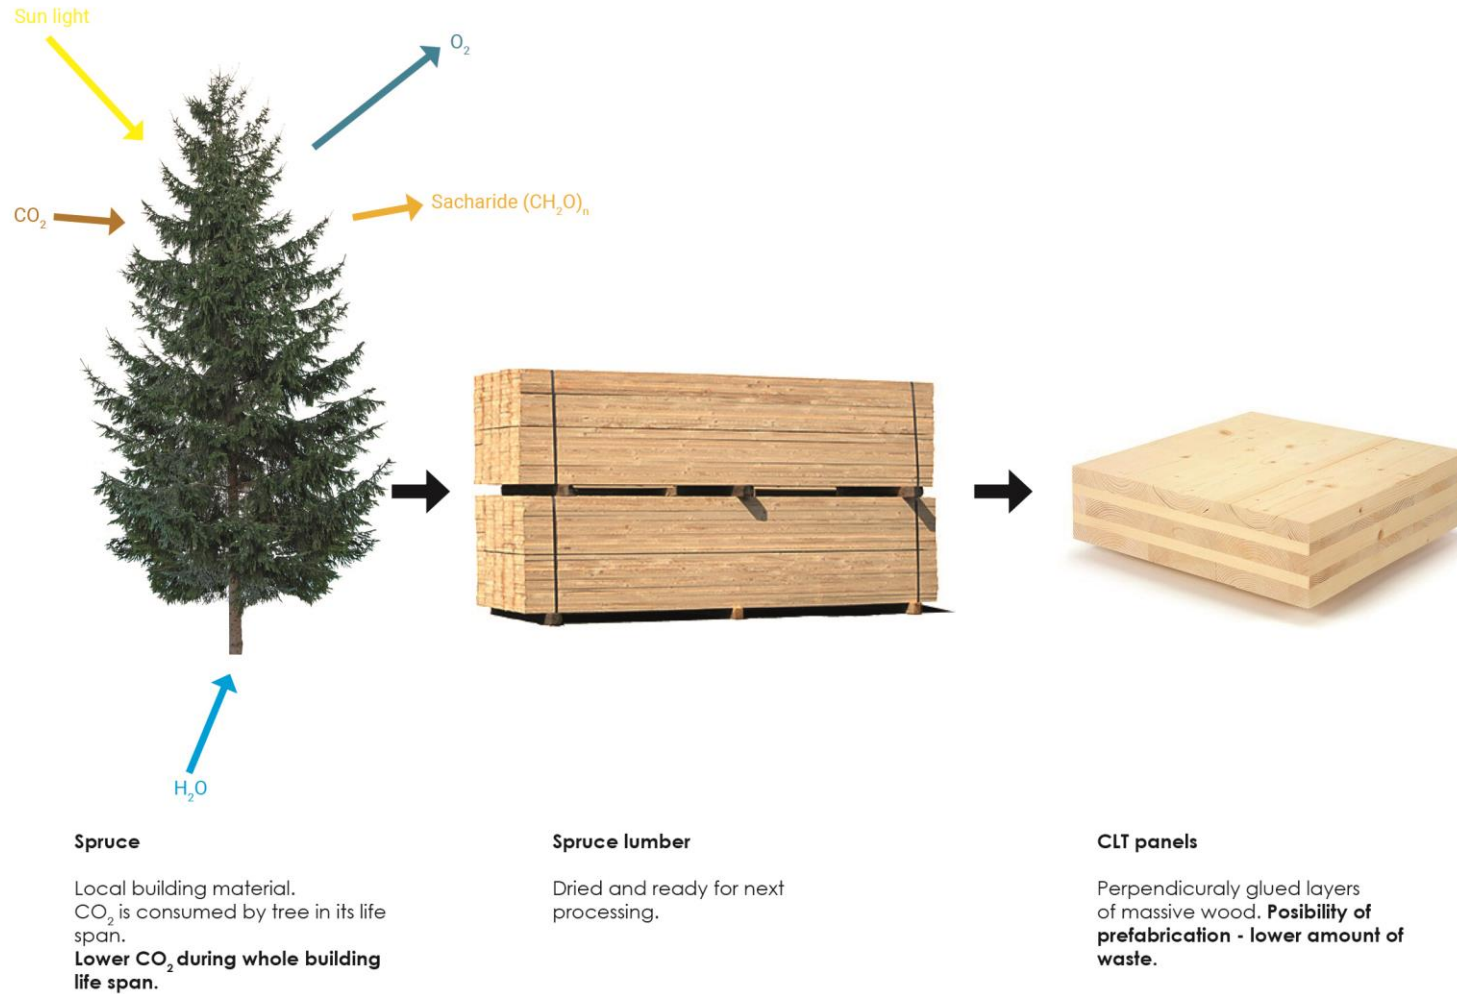 Sun light
O₂
CO₂
Sacharide (CH₂O)ₙ
H₂O
Spruce
Local building material.
CO₂ is consumed by tree in its life
span.
Lower CO₂ during whole building
life span.
Spruce lumber
Dried and ready for next
processing.
CLT panels
Perpendicuraly glued layers
of massive wood. Posibility of
prefabrication - lower amount of
waste.